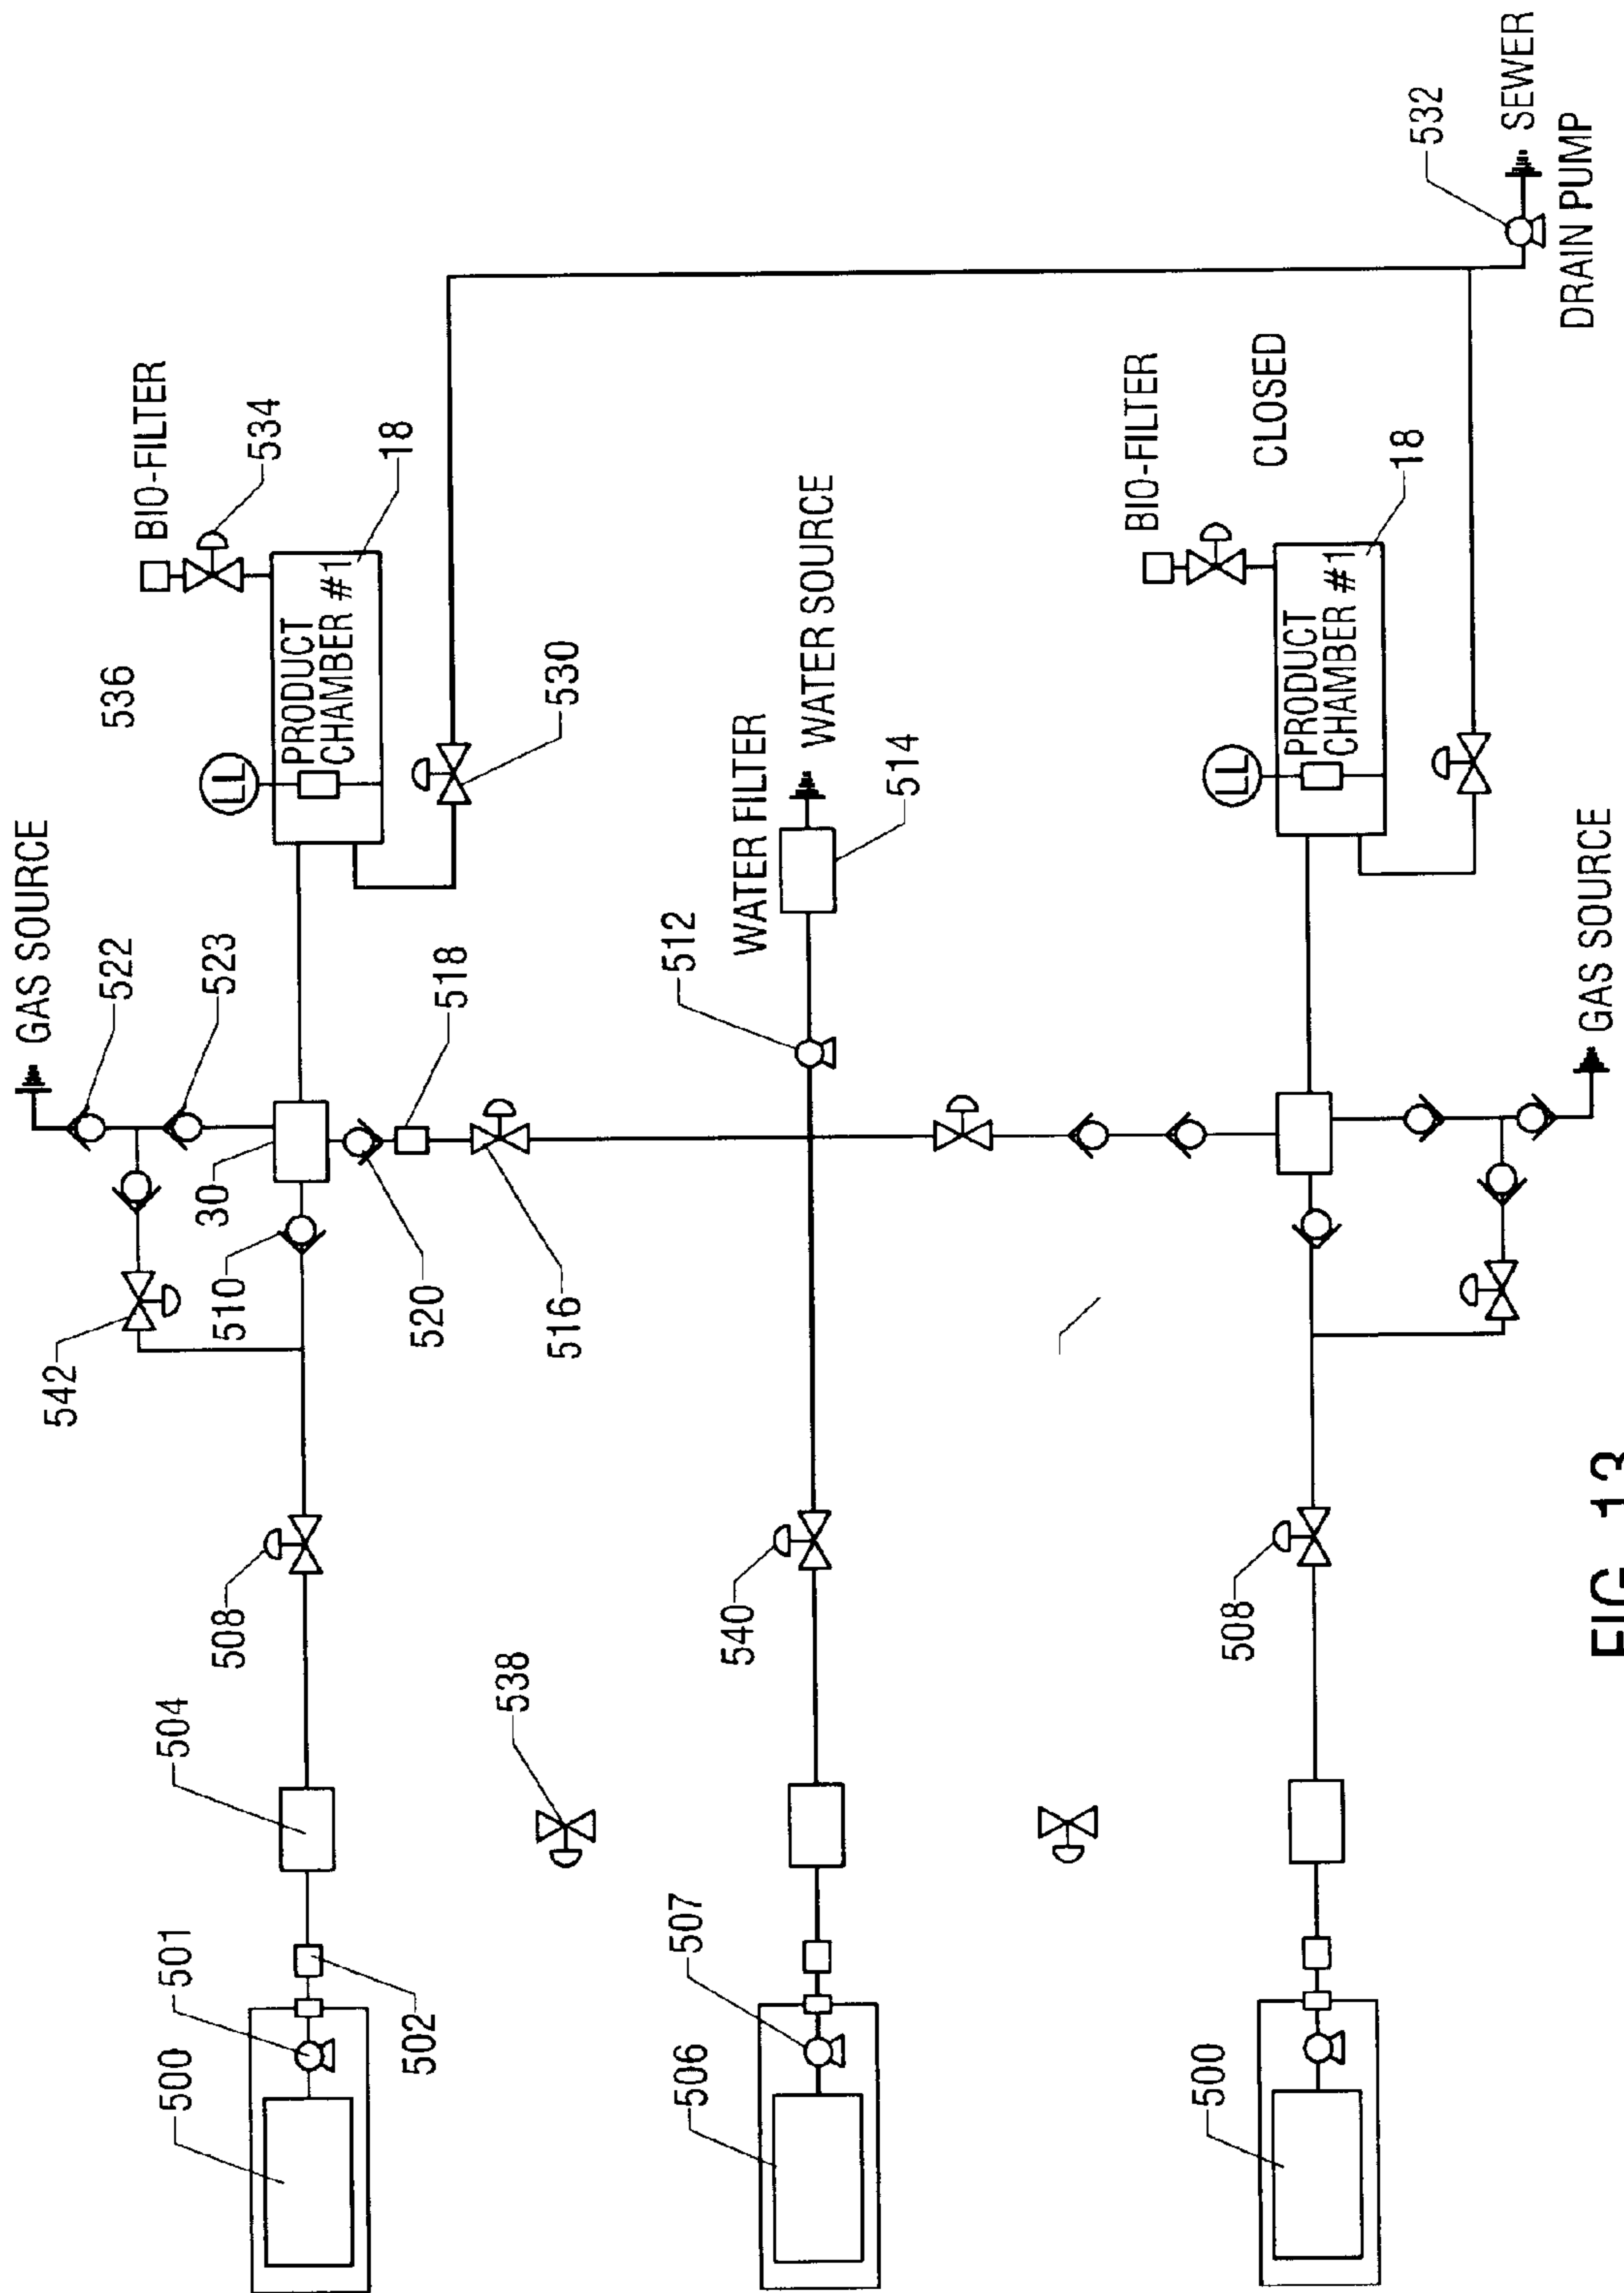 GAS SOURCE
522
523
542
30
510
536
BIO-FILTER
534
LL
PRODUCT
CHAMBER #1
18
530
518
520
516
508
504
501
500
502
538
512
WATER FILTER
WATER SOURCE
514
540
507
506
BIO-FILTER
CLOSED
LL
PRODUCT
CHAMBER #1
18
508
500
GAS SOURCE
532
SEWER
DRAIN PUMP
FIG. 13